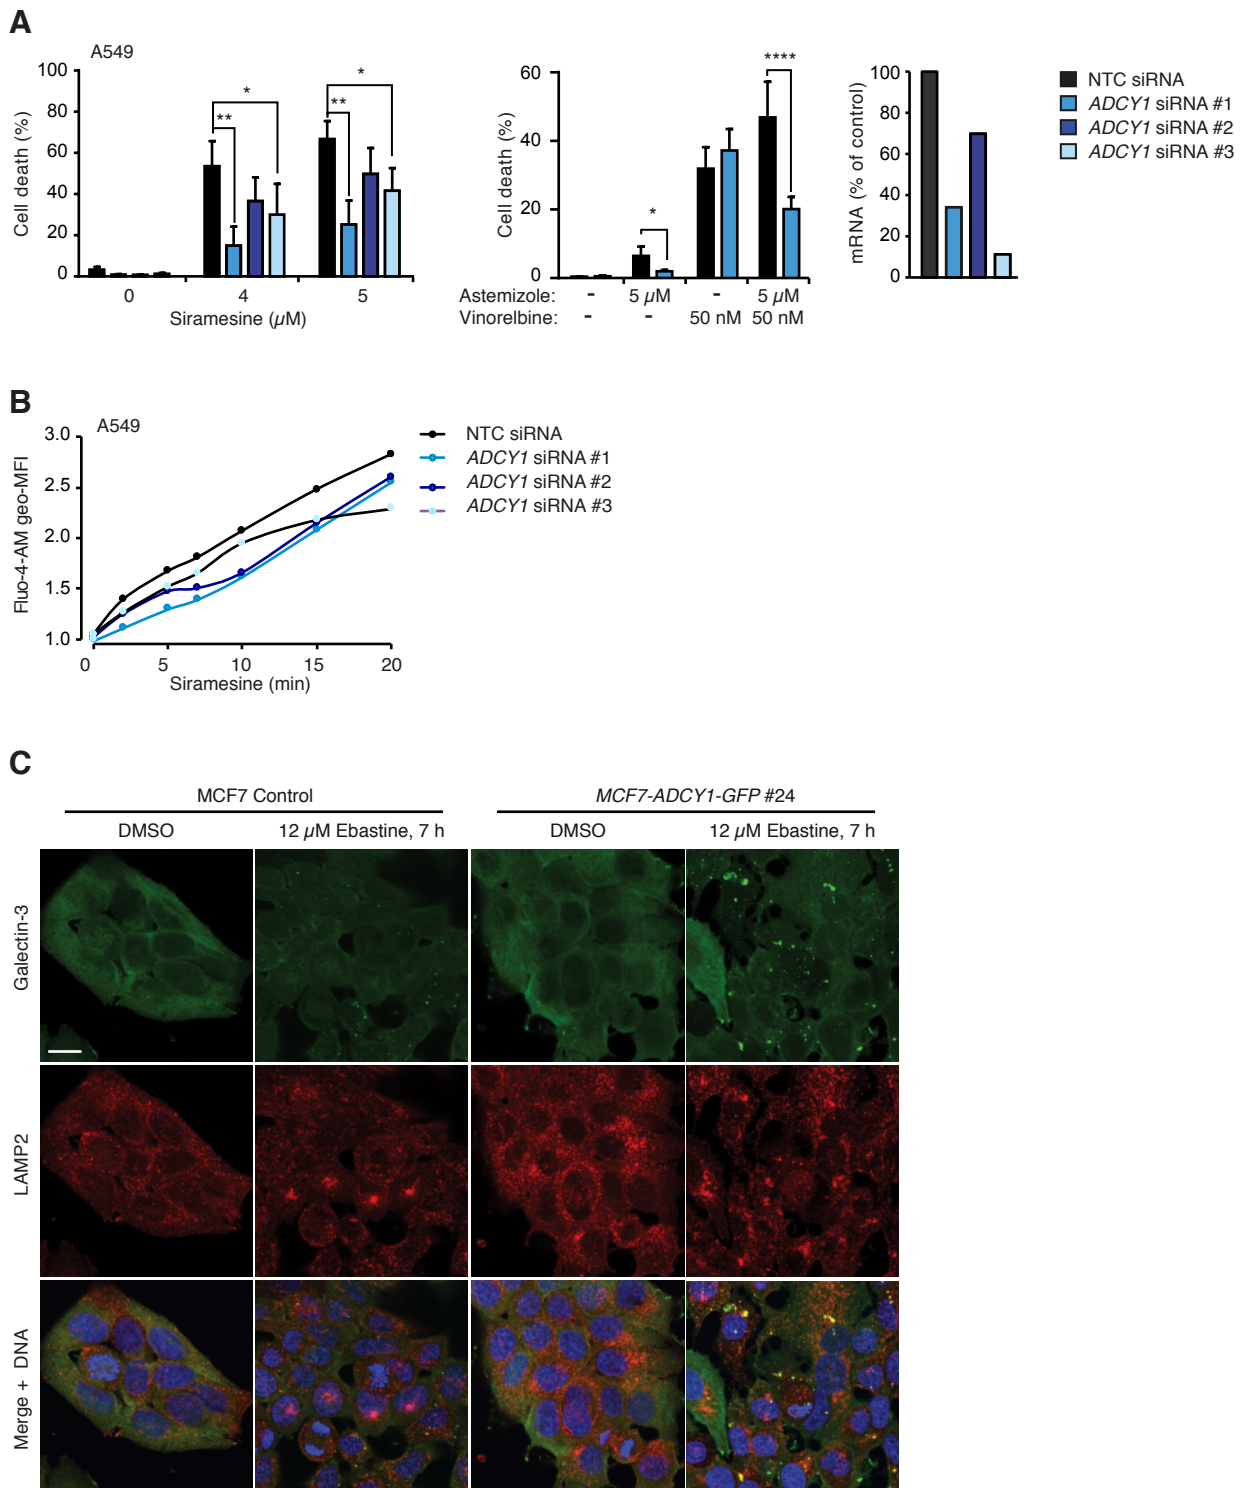 A
A549
Cell death (%)
100
80
60
40
20
0
**
*
**
*
0
4
5
Siramesine (µM)
Cell death (%)
60
40
20
0
*
****
Astemizole: - 5 µM - 5 µM
Vinorelbine: - - 50 nM 50 nM
mRNA (% of control)
100
80
60
40
20
0
NTC siRNA
ADCY1 siRNA #1
ADCY1 siRNA #2
ADCY1 siRNA #3
B
A549
Fluo-4-AM geo-MFI
3.0
2.5
2.0
1.5
1.0
0 5 10 15 20
Siramesine (min)
NTC siRNA
ADCY1 siRNA #1
ADCY1 siRNA #2
ADCY1 siRNA #3
C
MCF7 Control
MCF7-ADCY1-GFP #24
DMSO
12 µM Ebastine, 7 h
DMSO
12 µM Ebastine, 7 h
Galectin-3
LAMP2
Merge + DNA